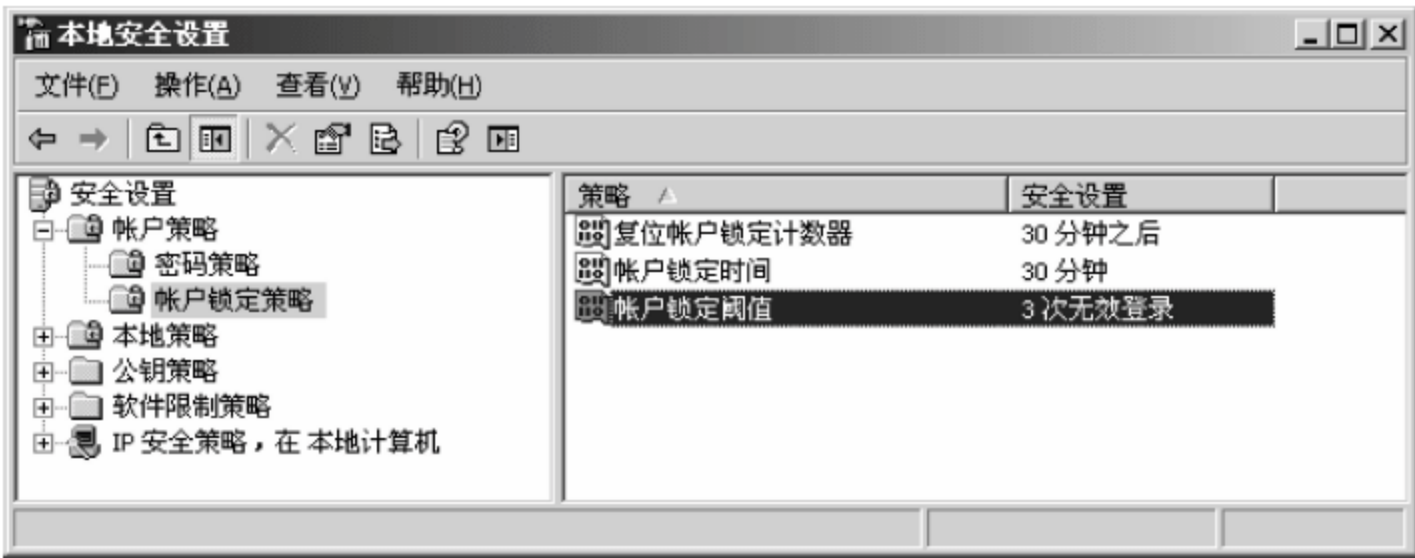 本地安全设置
文件(F) 操作(A) 查看(V) 帮助(H)
安全设置
帐户策略
密码策略
帐户锁定策略
本地策略
公钥策略
软件限制策略
IP 安全策略，在 本地计算机
策略 安全设置
复位帐户锁定计数器 30 分钟之后
帐户锁定时间 30 分钟
帐户锁定阈值 3 次无效登录